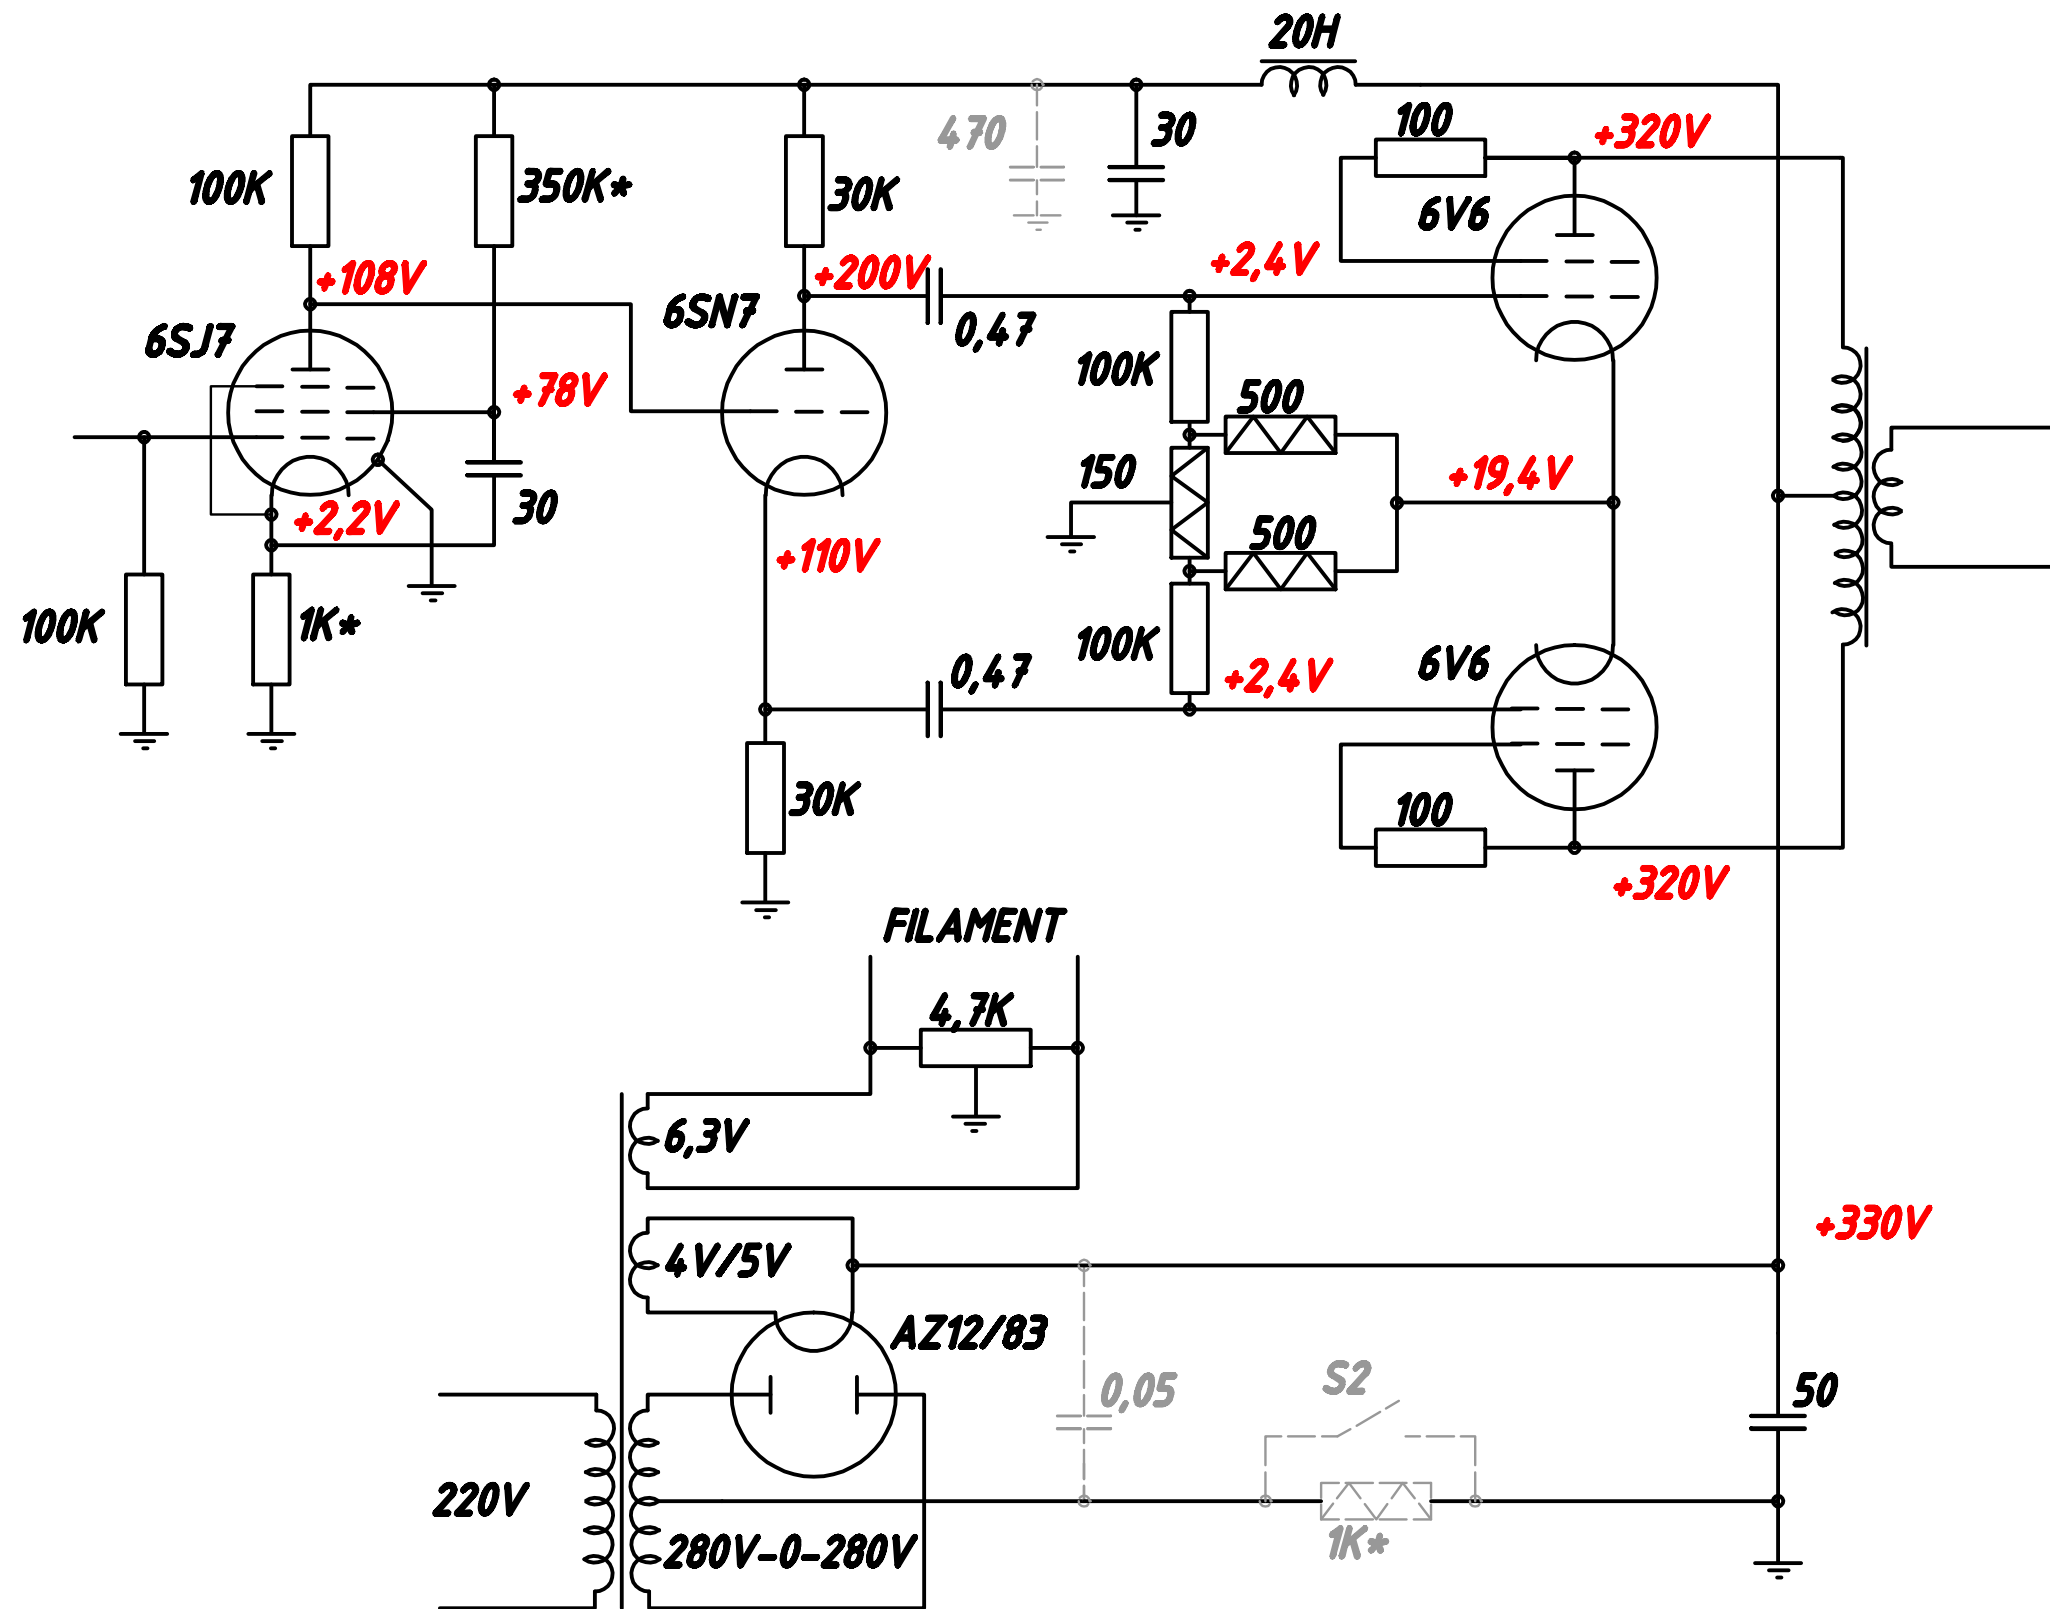 20H
100
+320V
470
30
100K
350K*
30K
6V6
+108V
+200V
+2,4V
6SJ7
6SN7
0,47
+78V
100K
500
150
+19,4V
30
+2,2V
500
+110V
100K
1K*
100K
0,47
+2,4V
6V6
30K
100
+320V
FILAMENT
4,7K
6,3V
+330V
4V/5V
AZ12/83
0,05
S2
50
220V
280V-0-280V
1K*